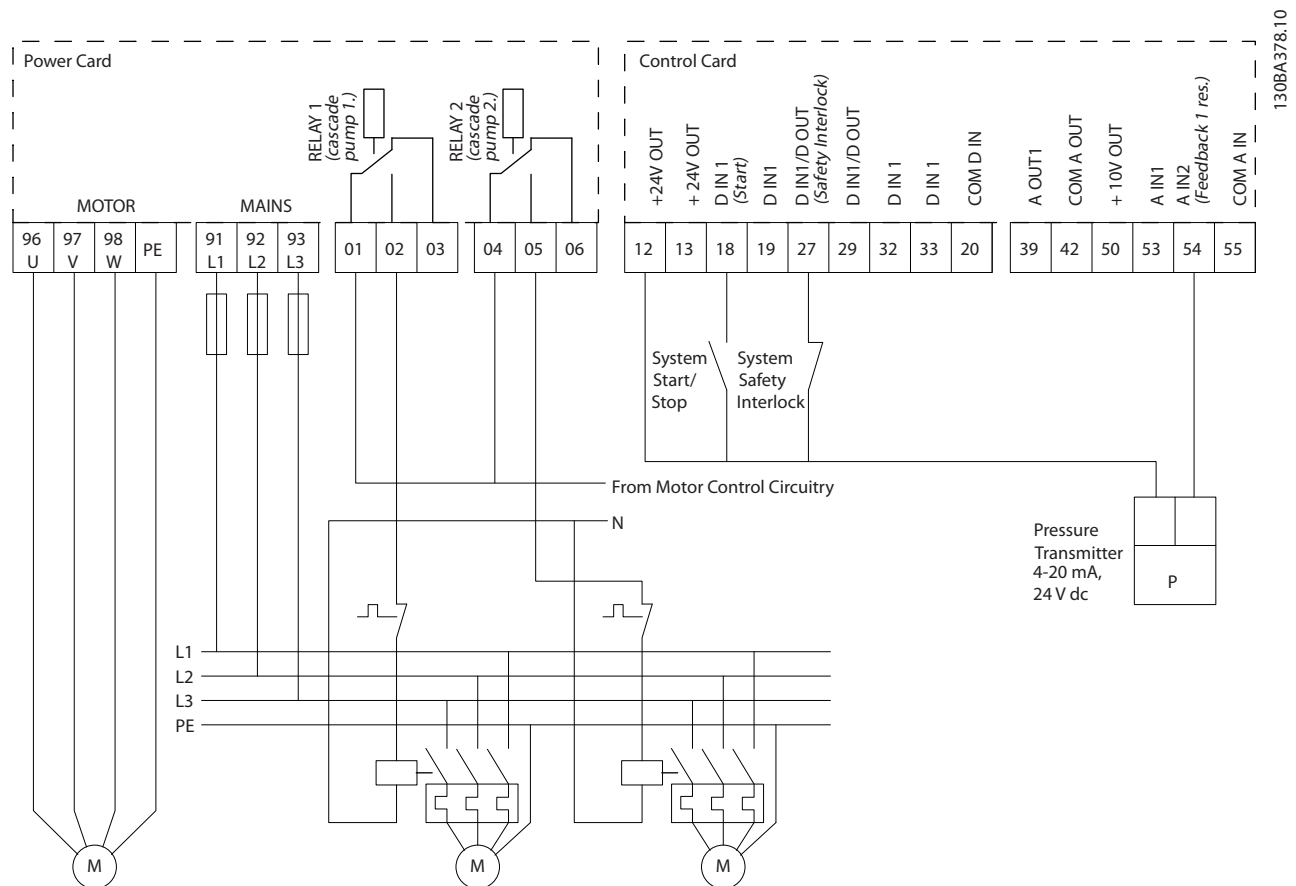 130BA378.10
Power Card
Control Card
RELAY 1
(cascade
pump 1.)
RELAY 2
(cascade
pump 2.)
+24V OUT
+ 24V OUT
D IN 1
(Start)
D IN1
D IN1/D OUT
(Safety Interlock)
D IN1/D OUT
D IN 1
D IN 1
COM D IN
A OUT1
COM A OUT
+ 10V OUT
A IN1
A IN2
(Feedback 1 res.)
COM A IN
MOTOR
MAINS
96 97 98 PE
U V W
91 92 93
L1 L2 L3
01 02 03
04 05 06
12 13 18 19 27 29 32 33 20
39 42 50 53 54 55
System
Start/
Stop
System
Safety
Interlock
From Motor Control Circuitry
N
Pressure
Transmitter
4-20 mA,
24 V dc
P
L1
L2
L3
PE
M
M
M